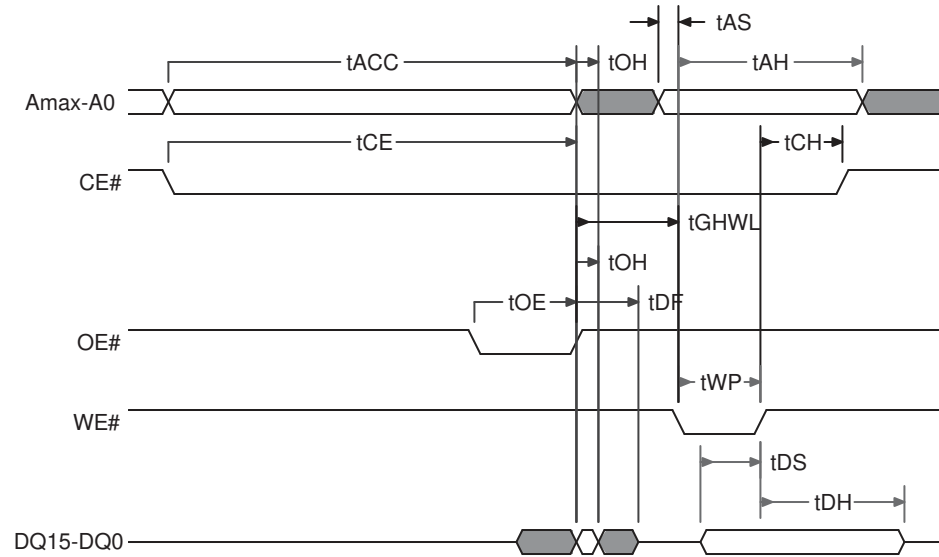 tAS
tACC
tOH
tAH
Amax-A0
tCE
tCH
CE#
tGHWL
tOH
tOE
tDF
OE#
tWP
WE#
tDS
tDH
DQ15-DQ0